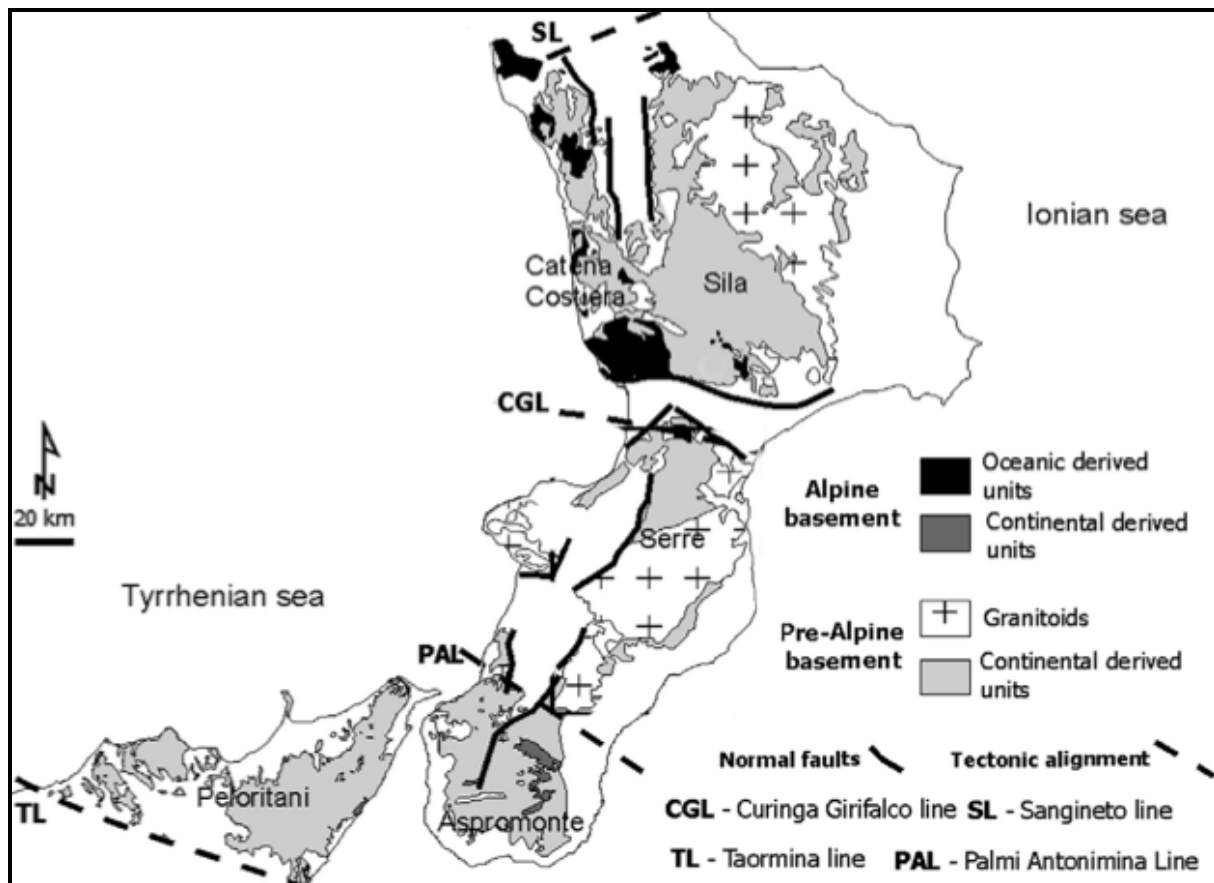 SL
Ionian sea
Catena
Costiera
Sila
CGL
N
20 km
Alpine
basement
Oceanic derived
units
Continental derived
units
Serre
Tyrrhenian sea
Pre-Alpine
basement
Granitoids
Continental derived
units
PAL
Normal faults
Tectonic alignment
Peloritani
TL
Aspromonte
CGL - Curinga Girifalco line
SL - Sangineto line
TL - Taormina line
PAL - Palmi Antonimina Line